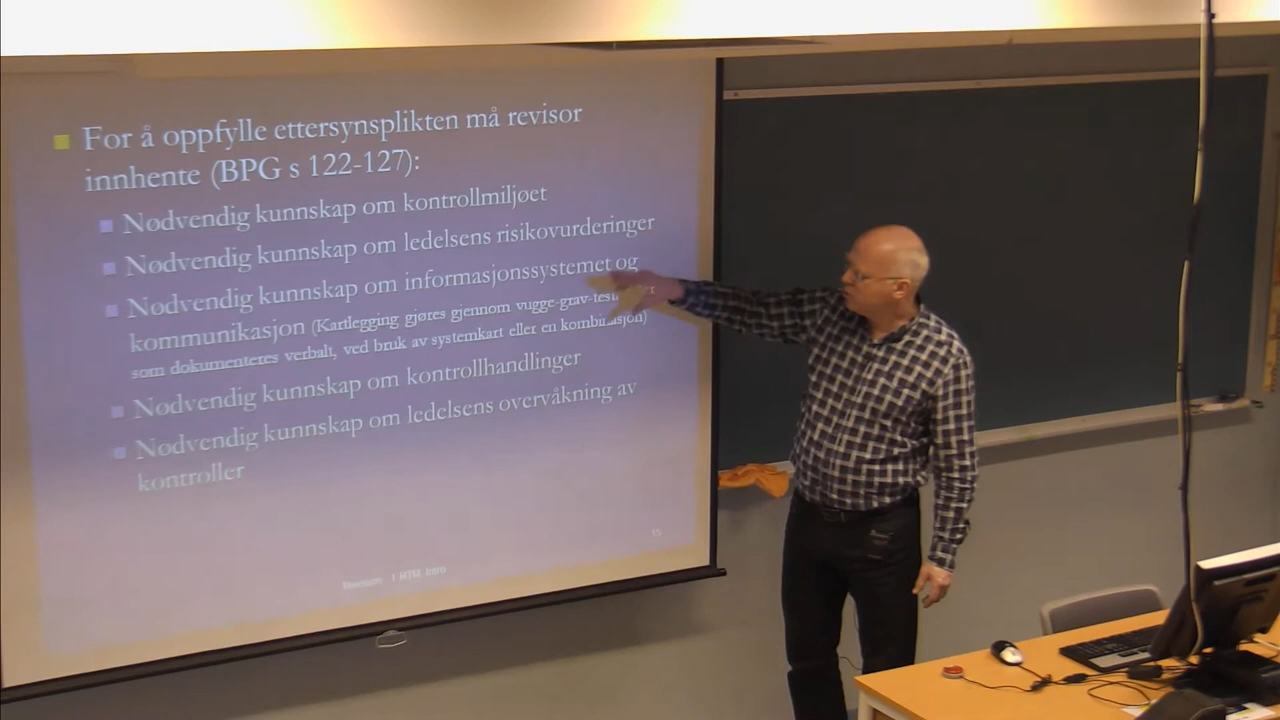 For å oppfylle ettersynsplikten må revisor
innhente (BPG s 122-127):
Nødvendig kunnskap om kontrollmiljøet
Nødvendig kunnskap om ledelsens risikovurderinger
Nødvendig kunnskap om informasjonssystemet og
kommunikasjon (Kartlegging gjøres gjennom vugge-grav-test
som dokumenteres verbalt, ved bruk av systemkart eller en kombinasjon)
Nødvendig kunnskap om kontrollhandlinger
Nødvendig kunnskap om ledelsens overvåkning av
kontroller
15